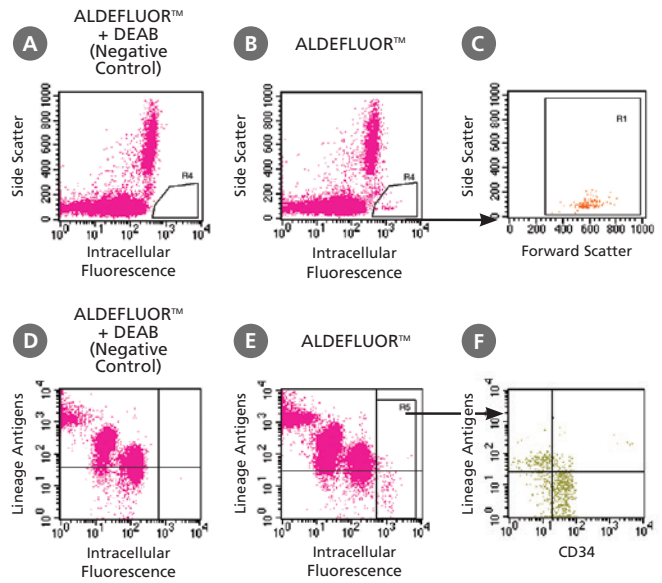 A
ALDEFLUOR™
+ DEAB
(Negative
Control)
Side Scatter
0 200 400 600 800 1000
R4
10⁰ 10¹ 10² 10³ 10⁴
Intracellular
Fluorescence
B
ALDEFLUOR™
Side Scatter
0 200 400 600 800 1000
R4
10⁰ 10¹ 10² 10³ 10⁴
Intracellular
Fluorescence
C
Side Scatter
0 200 400 600 800 1000
R1
0 200 400 600 800 1000
Forward Scatter
D
ALDEFLUOR™
+ DEAB
(Negative
Control)
Lineage Antigens
10⁰ 10¹ 10² 10³ 10⁴
10⁰ 10¹ 10² 10³ 10⁴
Intracellular
Fluorescence
E
ALDEFLUOR™
Lineage Antigens
10⁰ 10¹ 10² 10³ 10⁴
R5
10⁰ 10¹ 10² 10³ 10⁴
Intracellular
Fluorescence
F
Lineage Antigens
10⁰ 10¹ 10² 10³ 10⁴
10⁰ 10¹ 10² 10³ 10⁴
CD34